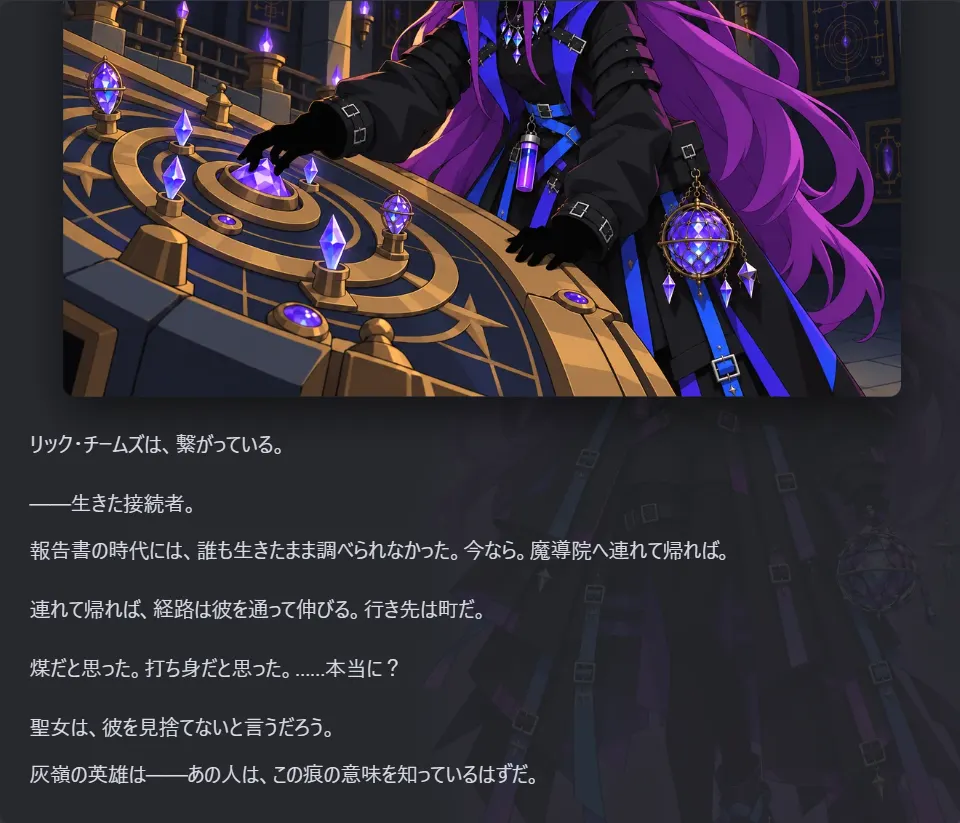 リック・チームズは、繋がっている。
――生きた接続者。
報告書の時代には、誰も生きたまま調べられなかった。今なら。魔導院へ連れて帰れば。
連れて帰れば、経路は彼を通って伸びる。行き先は町だ。
煤だと思った。打ち身だと思った。……本当に？
聖女は、彼を見捨てないと言うだろう。
灰嶺の英雄は――あの人は、この痕の意味を知っているはずだ。